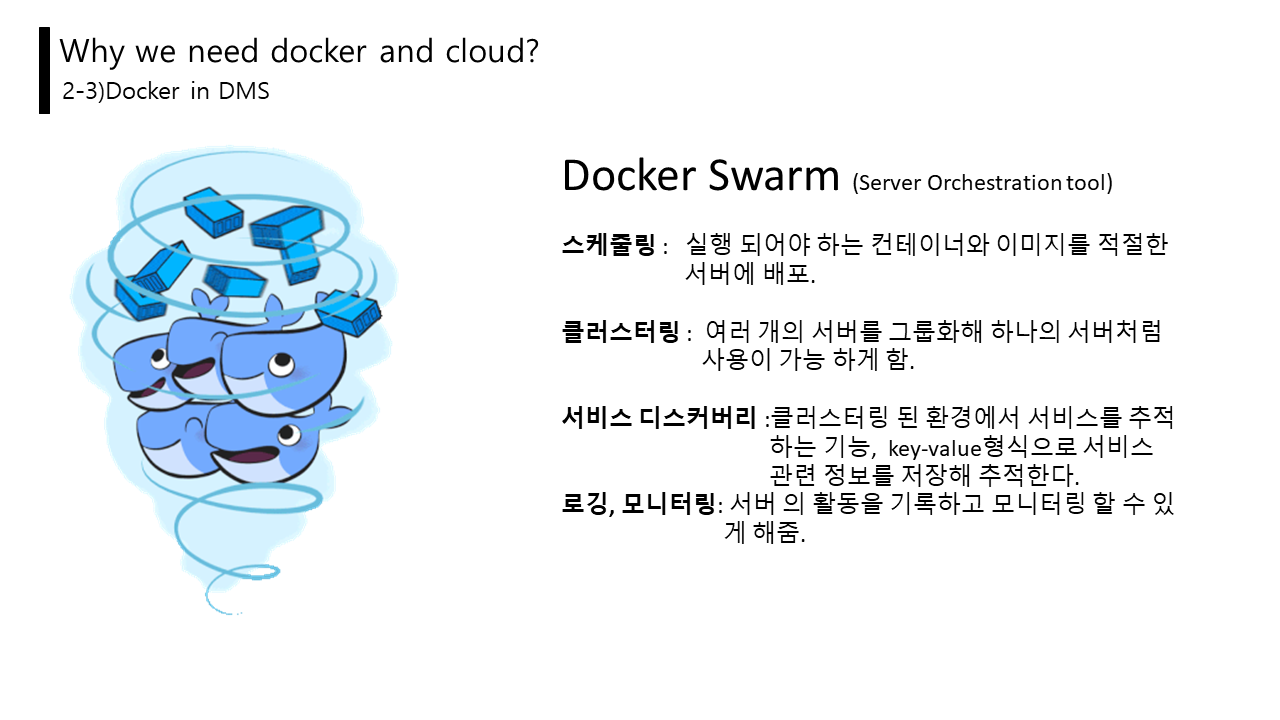 Why we need docker and cloud?
2-3)Docker in DMS
Docker Swarm (Server Orchestration tool)
스케줄링 : 실행 되어야 하는 컨테이너와 이미지를 적절한
서버에 배포.
클러스터링 : 여러 개의 서버를 그룹화해 하나의 서버처럼
사용이 가능 하게 함.
서비스 디스커버리 :클러스터링 된 환경에서 서비스를 추적
하는 기능, key-value형식으로 서비스
관련 정보를 저장해 추적한다.
로깅, 모니터링: 서버 의 활동을 기록하고 모니터링 할 수 있
게 해줌.